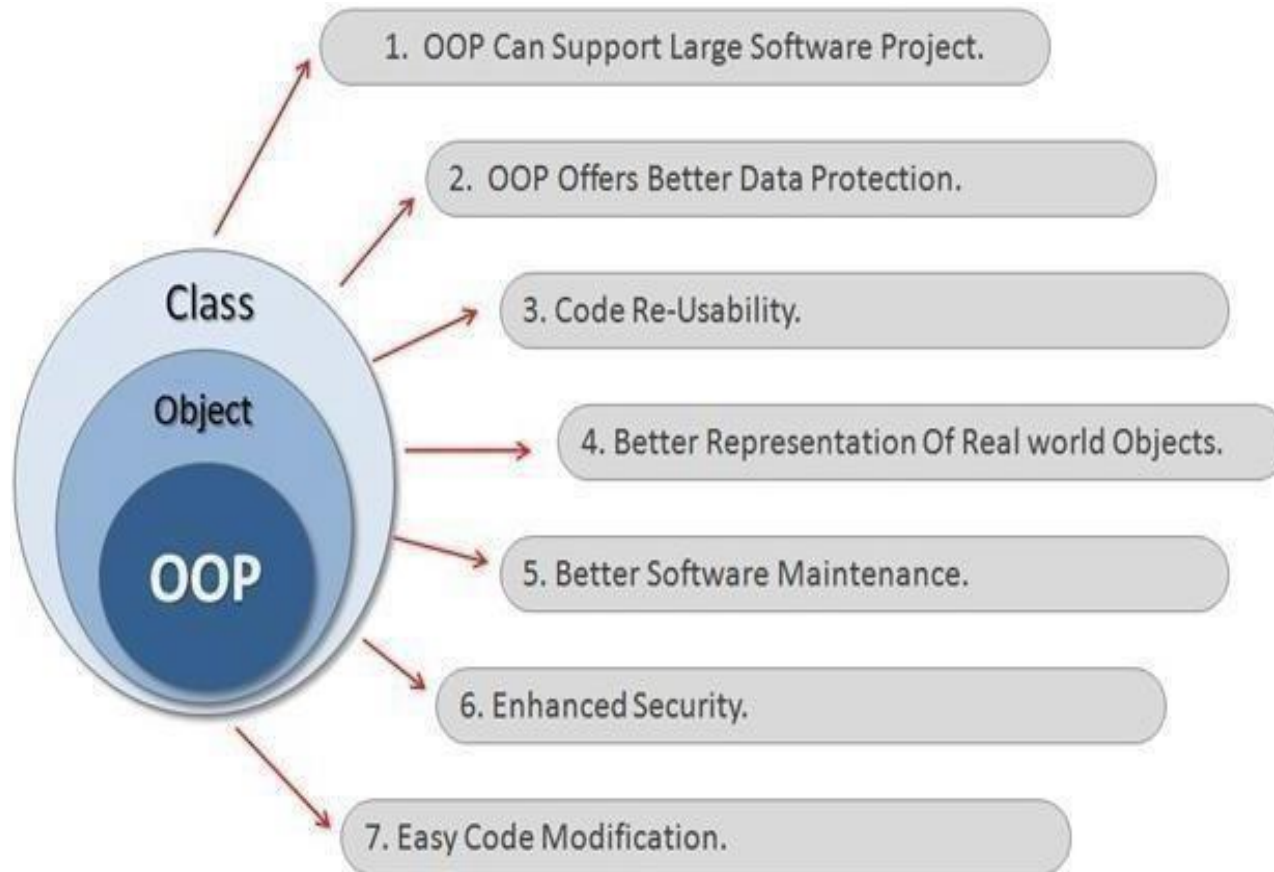 1. OOP Can Support Large Software Project.
2. OOP Offers Better Data Protection.
Class
3. Code Re-Usability.
Object
4. Better Representation Of Real world Objects.
OOP
5. Better Software Maintenance.
6. Enhanced Security.
7. Easy Code Modification.